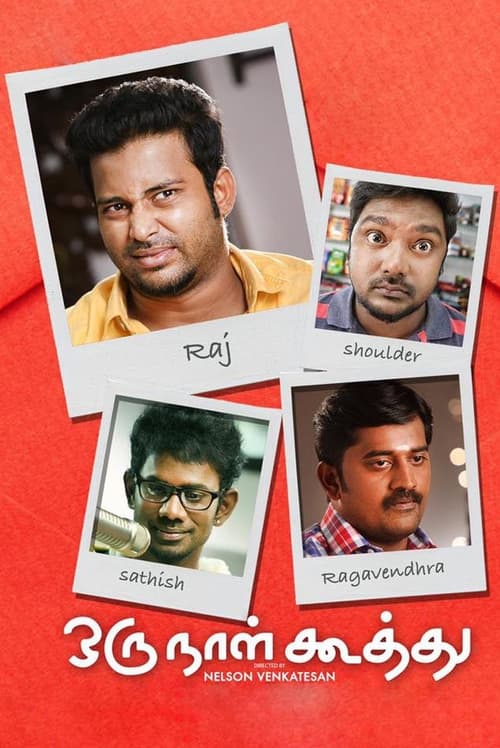 Raj
shoulder
sathish
Ragavendhra
ஒரு நாள் கூத்து
DIRECTED BY
NELSON VENKATESAN